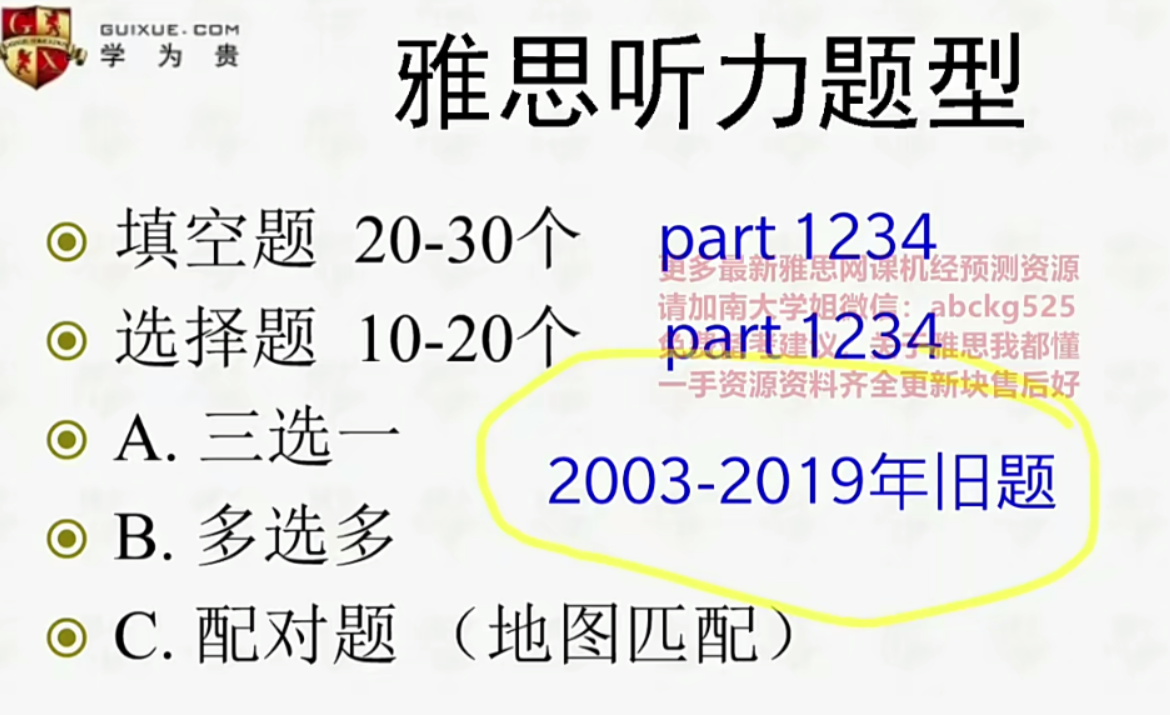 GUIXUE.COM
学为贵
雅思听力题型
填空题 20-30个 part 1234
更多最新雅思网课机经预测资源
请加南大学姐微信：abckg525
选择题 10-20个 part 1234
建议 雅思我都懂
一手资源资料齐全更新块售后好
A. 三选一
2003-2019年旧题
B. 多选多
C. 配对题 （地图匹配）